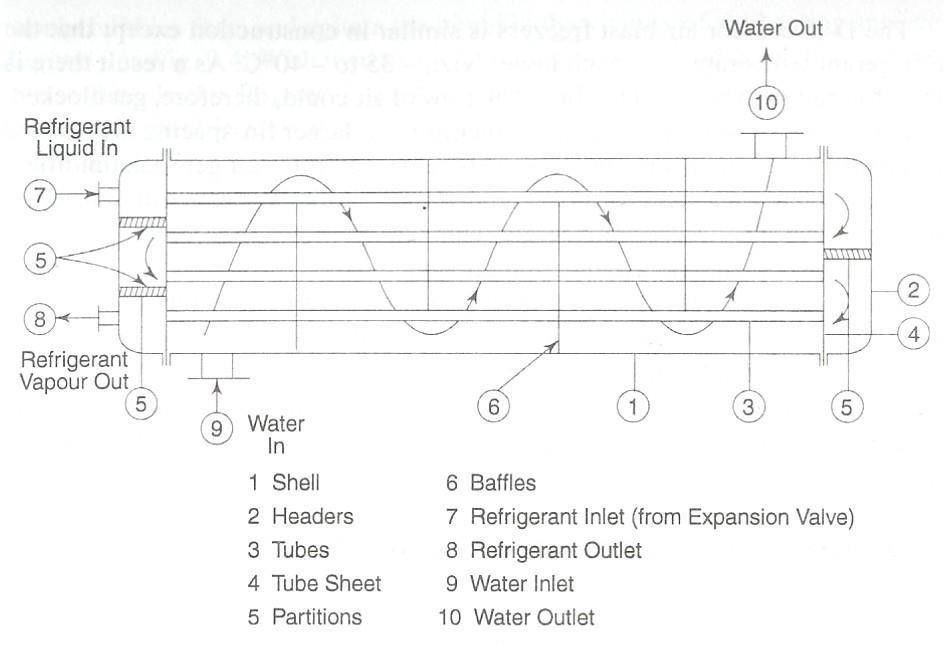 Water Out
10
Refrigerant
Liquid In
7
5
2
8
4
Refrigerant
Vapour Out
5
6
1
3
5
9
Water
In
1 Shell
2 Headers
3 Tubes
4 Tube Sheet
5 Partitions
6 Baffles
7 Refrigerant Inlet (from Expansion Valve)
8 Refrigerant Outlet
9 Water Inlet
10 Water Outlet